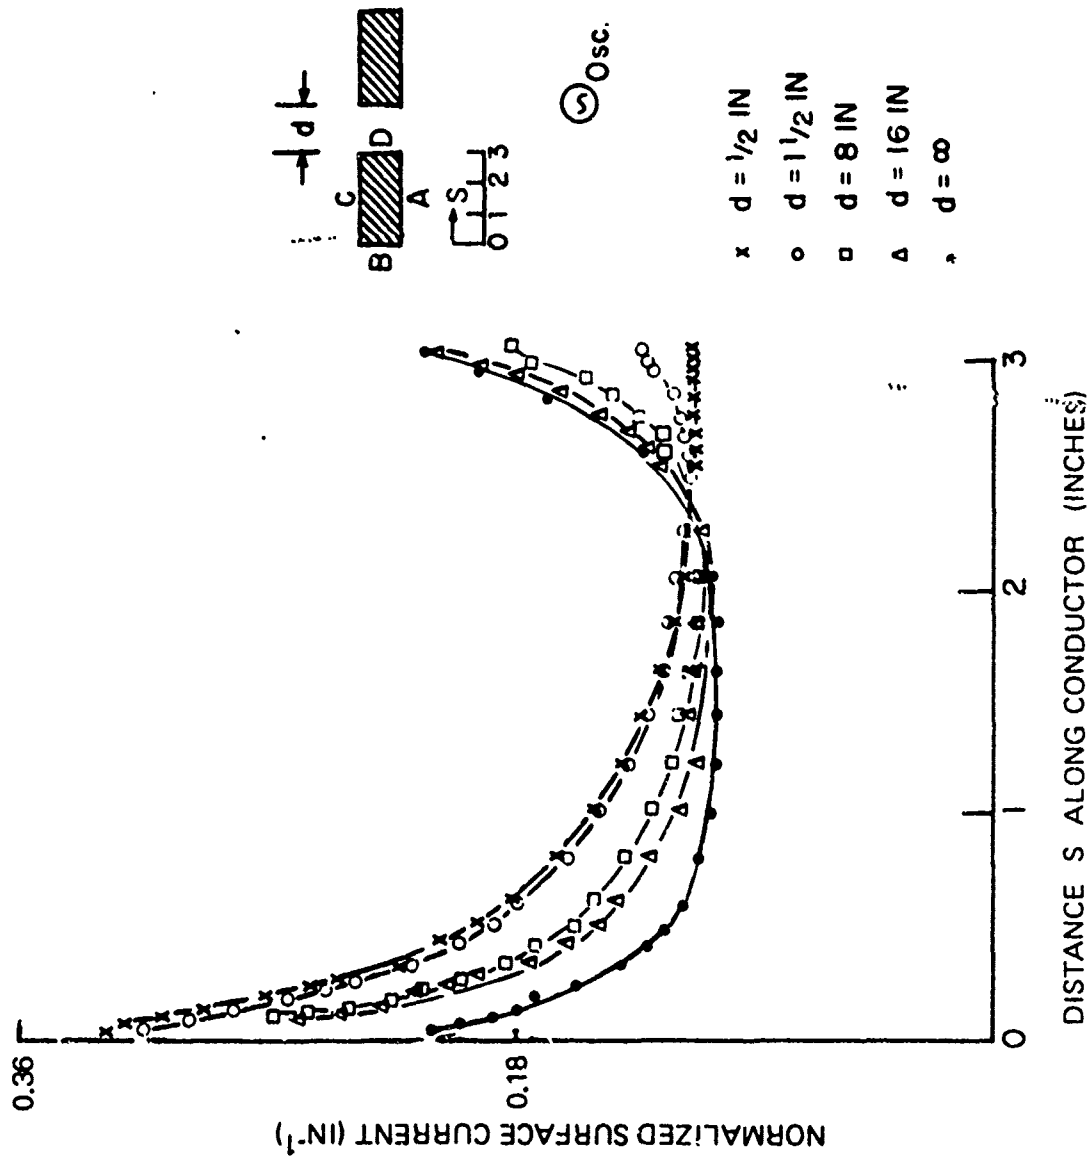 NORMALIZED SURFACE CURRENT (IN⁻¹)
0.36
0.18
0 1 2 3
DISTANCE S ALONG CONDUCTOR (INCHES)
d
C
B D
A
S
0 1 2 3
Osc.
x d = 1/2 IN
o d = 1 1/2 IN
□ d = 8 IN
△ d = 16 IN
* d = ∞